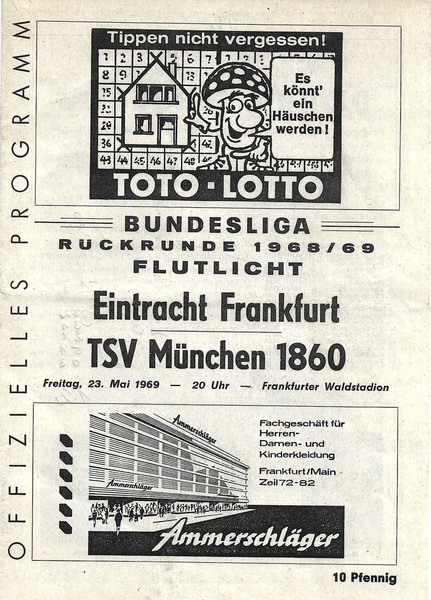 OFFIZIELLES PROGRAMM
Tippen nicht vergessen!
Es
könnt'
ein
Häuschen
werden!
TOTO - LOTTO
BUNDESLIGA
RÜCKRUNDE 1968/69
FLUTLICHT
Eintracht Frankfurt
TSV München 1860
Freitag, 23. Mai 1969 — 20 Uhr — Frankfurter Waldstadion
Ammerschläger
Ammerschläger
Ammerschläger
Fachgeschäft für
Herren-
Damen- und
Kinderkleidung
Frankfurt/Main
Zeil 72-82
Ammerschläger
10 Pfennig